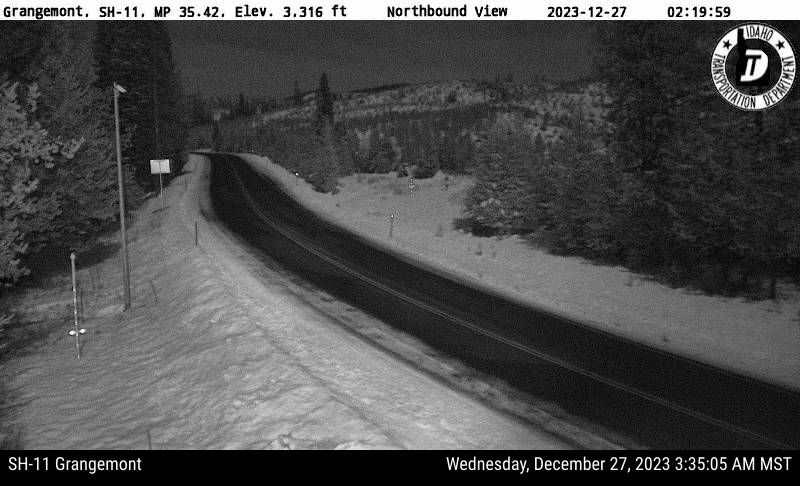 Grangemont, SH-11, MP 35.42, Elev. 3,316 ft Northbound View 2023-12-27 02:19:59
IDAHO
TRANSPORTATION DEPARTMENT
SH-11 Grangemont Wednesday, December 27, 2023 3:35:05 AM MST